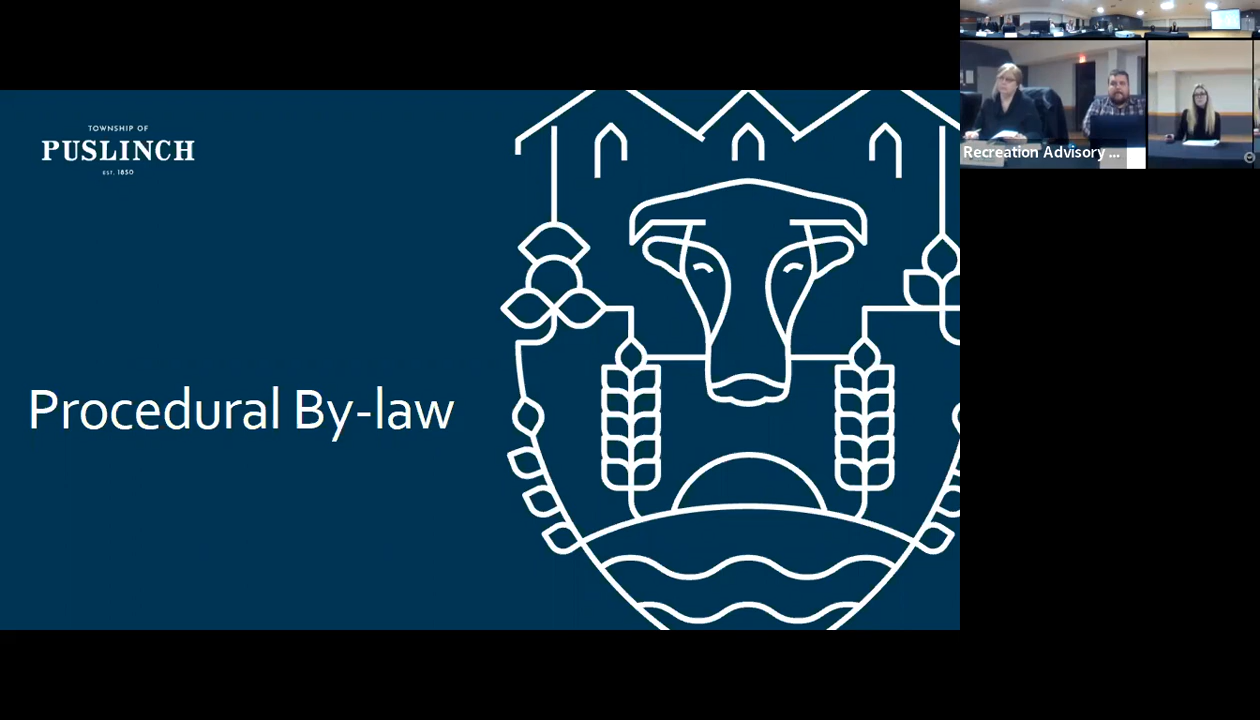 TOWNSHIP OF
PUSLINCH
EST. 1850
Procedural By-law
Recreation Advisory ...